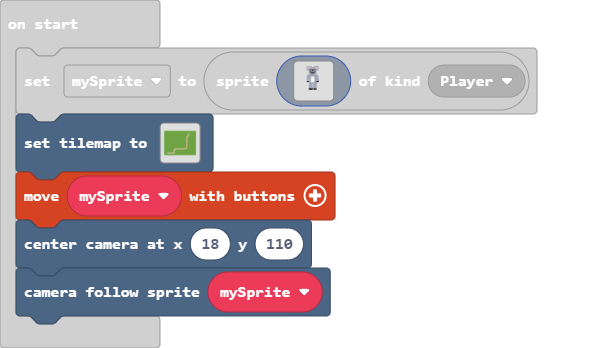 on start
set mySprite to sprite of kind Player
set tilemap to
move mySprite with buttons
center camera at x 18 y 110
camera follow sprite mySprite